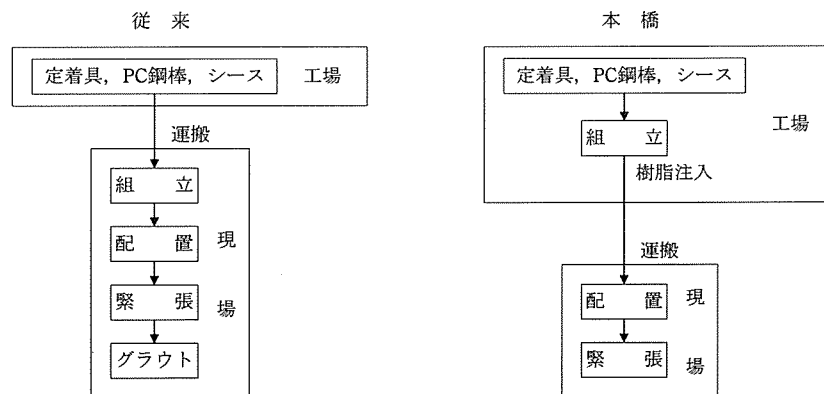 従 来
定着具，PC鋼棒，シース
工場
運搬
組 立
配 置
緊 張
グラウト
現
場
本 橋
定着具，PC鋼棒，シース
組 立
工場
樹脂注入
運搬
配 置
緊 張
現
場